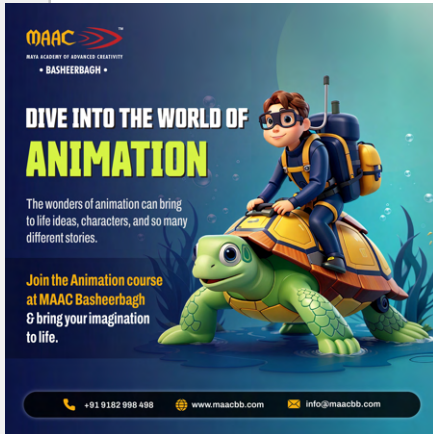 MAAC™
MAYA ACADEMY OF ADVANCED CREATIVITY
• BASHEERBAGH •
DIVE INTO THE WORLD OF
ANIMATION
The wonders of animation can bring
to life ideas, characters, and so many
different stories.
Join the Animation course
at MAAC Basheerbagh
& bring your imagination
to life.
+91 9182 998 498 www.maacbb.com info@maacbb.com